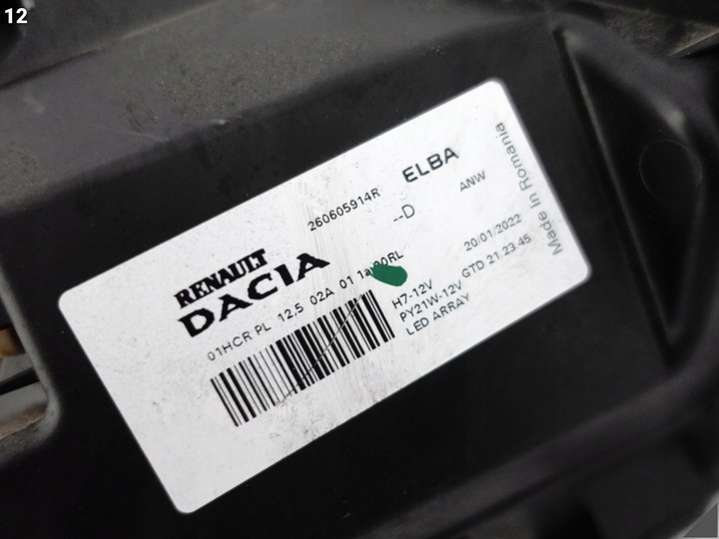 12
260605914R
ELBA
--D
ANW
Made in Romania
RENAULT
DACIA
20/01/2022
GTD 21 23 45
01HCR PL 12.5 02A 01
H7-12V
PY21W-12V
LED ARRAY